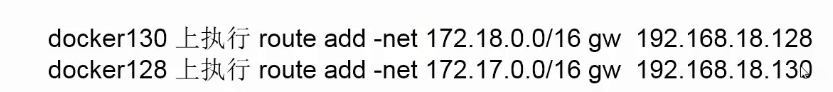 docker130 上执行 route add -net 172.18.0.0/16 gw 192.168.18.128
docker128 上执行 route add -net 172.17.0.0/16 gw 192.168.18.130